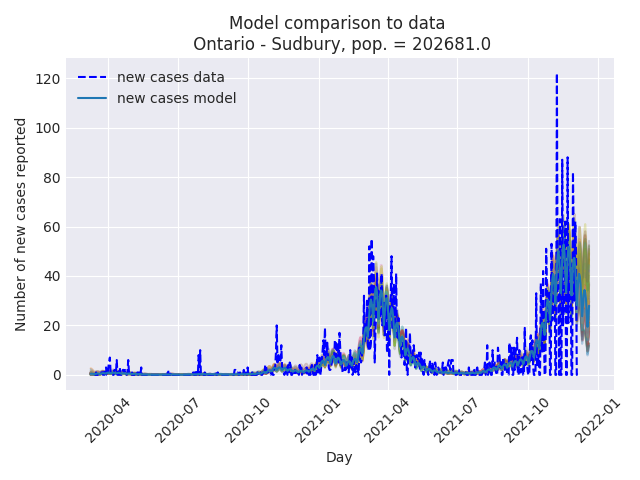 Model comparison to data
Ontario - Sudbury, pop. = 202681.0
new cases data
new cases model
Number of new cases reported
120
100
80
60
40
20
0
2020-04
2020-07
2020-10
2021-01
2021-04
2021-07
2021-10
2022-01
Day